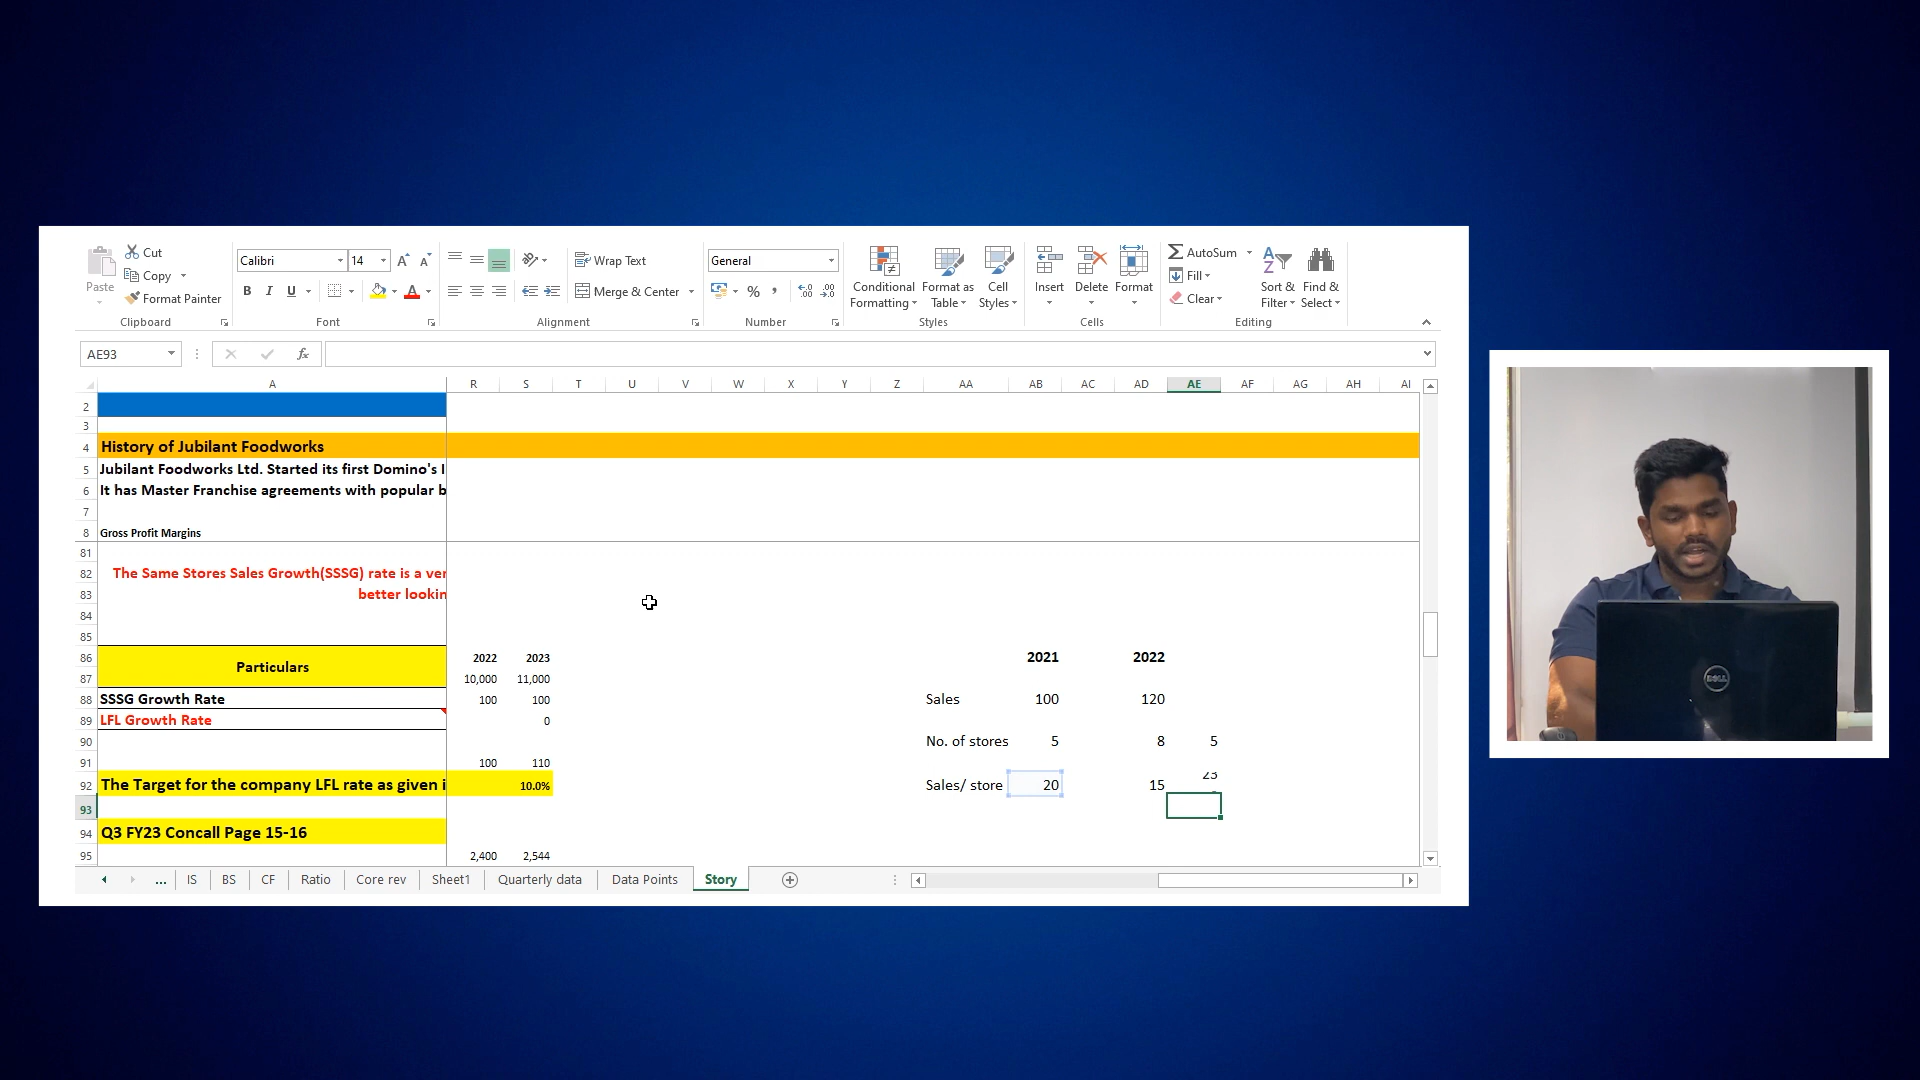 Cut
Copy
Paste
Format Painter
Clipboard
Calibri
14
B I U
Font
Wrap Text
Merge & Center
Alignment
General
%
Number
Conditional Formatting
Format as Table
Cell Styles
Styles
Insert
Delete
Format
Cells
AutoSum
Fill
Clear
Sort & Filter
Find & Select
Editing
AE93
fx
A R S T U V W X Y Z AA AB AC AD AE AF AG AH AI
2
3
4 History of Jubilant Foodworks
5 Jubilant Foodworks Ltd. Started its first Domino's I
6 It has Master Franchise agreements with popular b
7
8 Gross Profit Margins
81
82 The Same Stores Sales Growth(SSSG) rate is a ver
83 better lookin
84
85
86 Particulars 2022 2023 2021 2022
87 10,000 11,000
88 SSSG Growth Rate 100 100 Sales 100 120
89 LFL Growth Rate 0
90 No. of stores 5 8 5
91 100 110
92 The Target for the company LFL rate as given i 10.0% Sales/ store 20 15
93
94 Q3 FY23 Concall Page 15-16
95 2,400 2,544
... IS BS CF Ratio Core rev Sheet1 Quarterly data Data Points Story
DELL